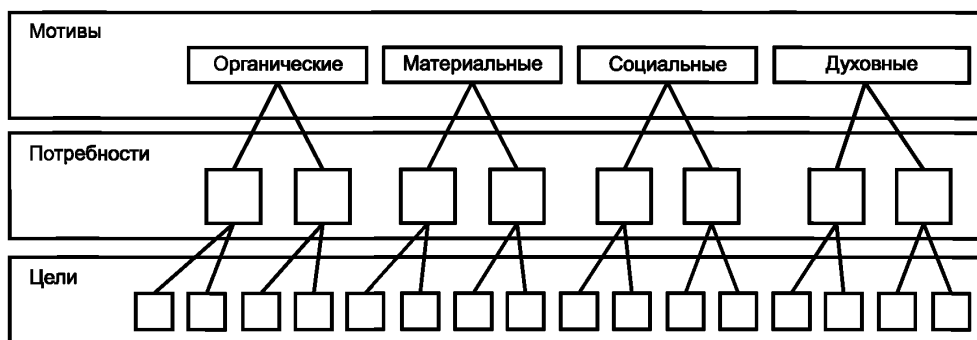 Мотивы
Органические Материальные Социальные Духовные
Потребности
Цели